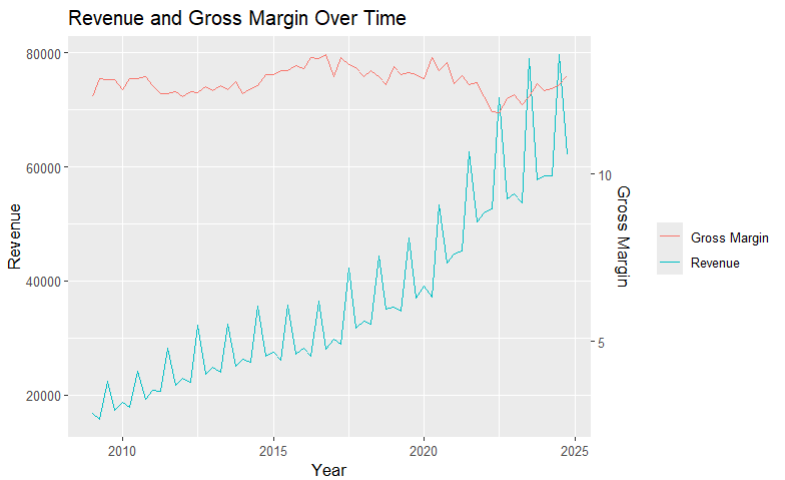 Revenue and Gross Margin Over Time
80000
60000
40000
20000
Revenue
10
5
Gross Margin
2010
2015
2020
2025
Year
Gross Margin
Revenue